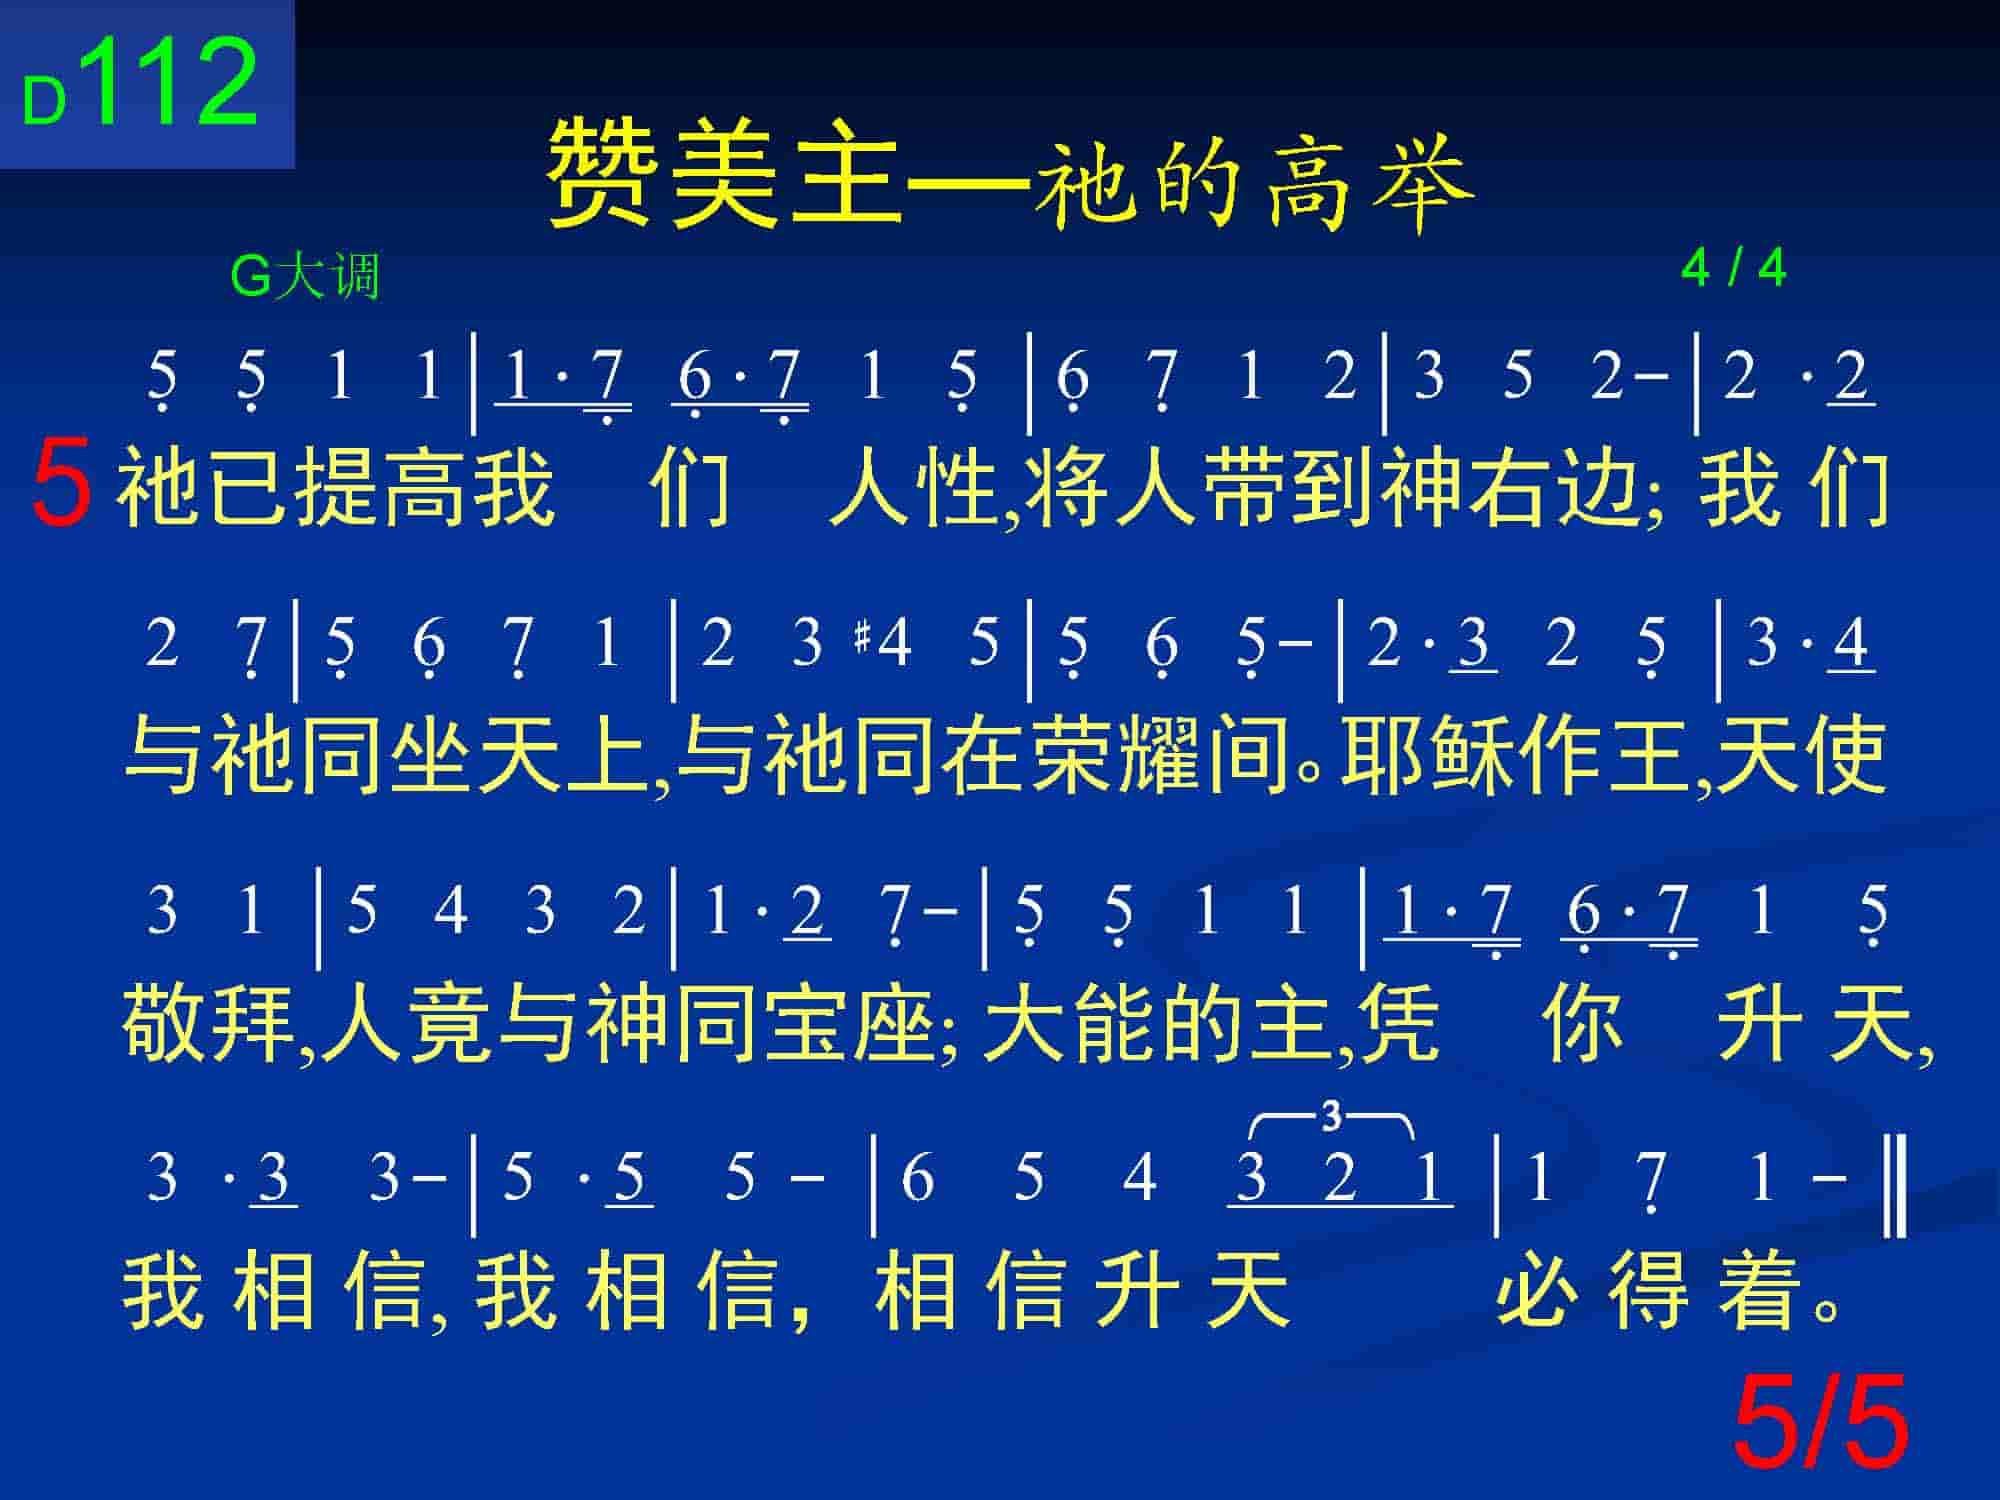 D112
赞美主—祂的高举
G大调 4 / 4
5̣ 5̣ 1 1 | 1 · 7̣ 6̣ · 7̣ 1 5̣ | 6̣ 7̣ 1 2 | 3 5 2 – | 2 · 2
5 祂已提高我 们 人性,将人带到神右边; 我 们
2 7̣ | 5̣ 6̣ 7̣ 1 | 2 3 #4 5 | 5̣ 6̣ 5̣ – | 2 · 3 2 5̣ | 3 · 4
与祂同坐天上,与祂同在荣耀间。耶稣作王,天使
3 1 | 5 4 3 2 | 1 · 2 7̣ – | 5̣ 5̣ 1 1 | 1 · 7̣ 6̣ · 7̣ 1 5̣
敬拜,人竟与神同宝座; 大能的主,凭 你 升 天,
3
3 · 3 3 – | 5 · 5 5 – | 6 5 4 3 2 1 | 1 7̣ 1 – ‖
我 相 信, 我 相 信，相 信 升 天 必 得 着。
5/5